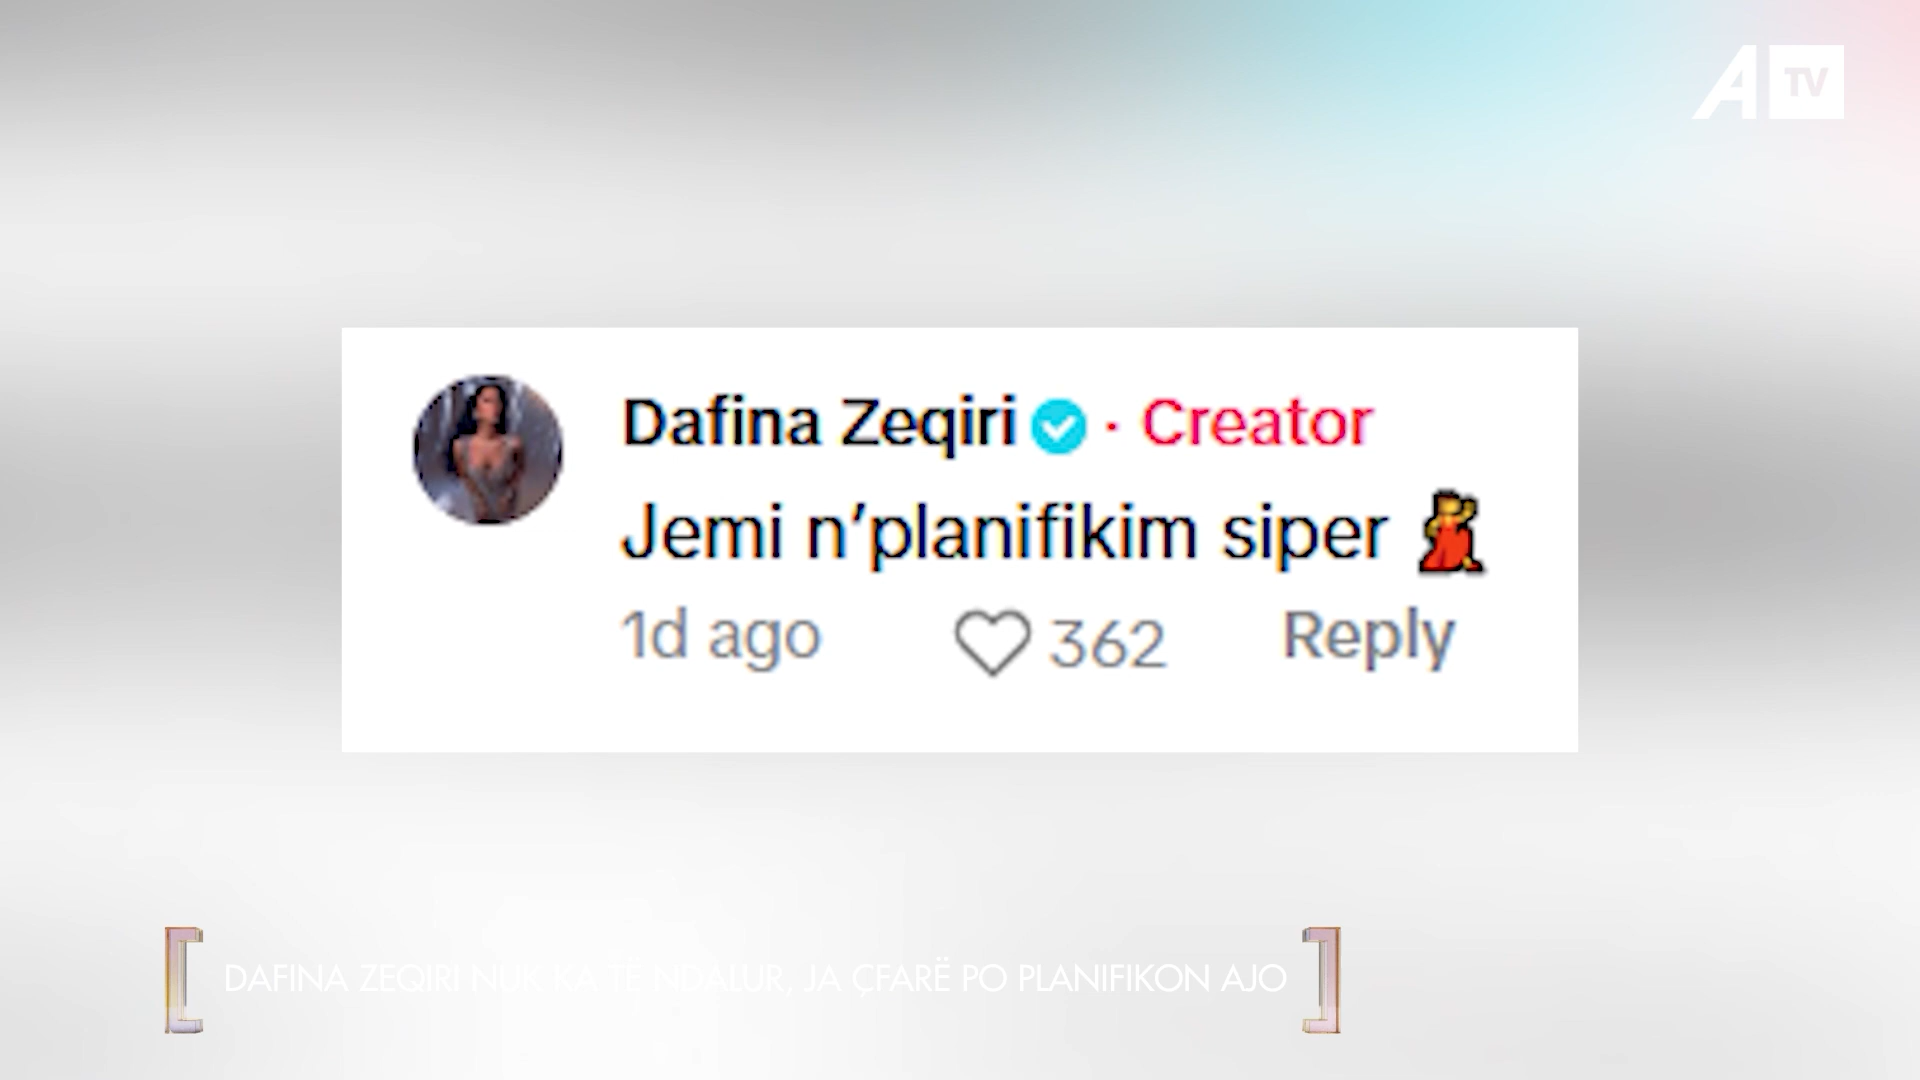 A TV
Dafina Zeqiri · Creator
Jemi n’planifikim siper 💃
1d ago 362 Reply
[ DAFINA ZEQIRI NUK KA TË NDALUR, JA ÇFARË PO PLANIFIKON AJO ]